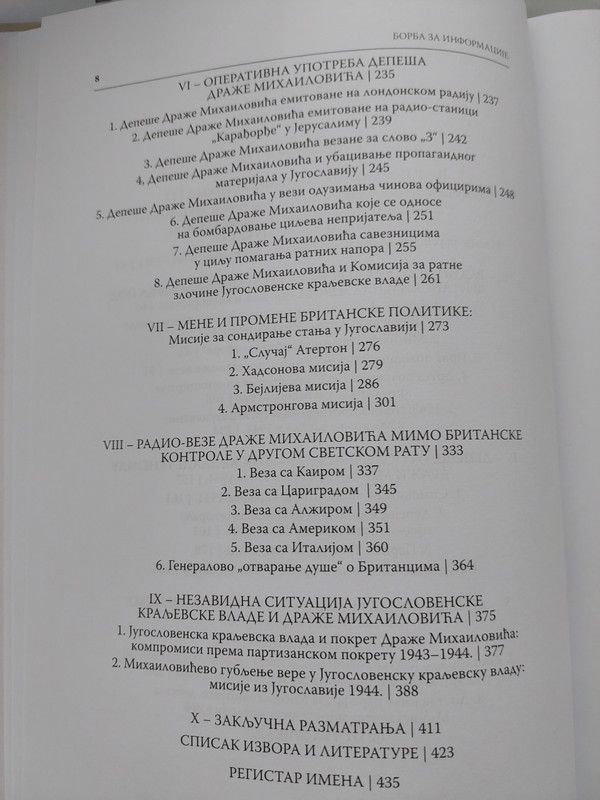 БОРБА ЗА ИНФОРМАЦИЈЕ
8
VI – ОПЕРАТИВНА УПОТРЕБА ДЕПЕША
ДРАЖЕ МИХАИЛОВИЋА | 235
1. Депеше Драже Михаиловића емитоване на лондонском радију | 237
2. Депеше Драже Михаиловића емитоване на радио-станици
„Карађорђе“ у Јерусалиму | 239
3. Депеше Драже Михаиловића везане за слово „З“ | 242
4, Депеше Драже Михаиловића и убацивање пропагандног
материјала у Југославију | 245
5. Депеше Драже Михаиловића у вези одузимања чинова официрима | 248
6. Депеше Драже Михаиловића које се односе
на бомбардовање циљева непријатеља | 251
7. Депеше Драже Михаиловића савезницима
у циљу помагања ратних напора | 255
8. Депеше Драже Михаиловића и Комисија за ратне
злочине Југословенске краљевске владе | 261
VII – МЕНЕ И ПРОМЕНЕ БРИТАНСКЕ ПОЛИТИКЕ:
Мисије за сондирање стања у Југославији | 273
1. „Случај“ Атертон | 276
2. Хадсонова мисија | 279
3. Бејлијева мисија | 286
4. Армстронгова мисија | 301
VIII – РАДИО-ВЕЗЕ ДРАЖЕ МИХАИЛОВИЋА МИМО БРИТАНСКЕ
КОНТРОЛЕ У ДРУГОМ СВЕТСКОМ РАТУ | 333
1. Веза са Каиром | 337
2. Веза са Цариградом | 345
3. Веза са Алжиром | 349
4. Веза са Америком | 351
5. Веза са Италијом | 360
6. Генералово „отварање душе“ о Британцима | 364
IX – НЕЗАВИДНА СИТУАЦИЈА ЈУГОСЛОВЕНСКЕ
КРАЉЕВСКЕ ВЛАДЕ И ДРАЖЕ МИХАИЛОВИЋА | 375
1. Југословенска краљевска влада и покрет Драже Михаиловића:
компромиси према партизанском покрету 1943–1944. | 377
2. Михаиловићево губљење вере у Југословенску краљевску владу:
мисије из Југославије 1944. | 388
X – ЗАКЉУЧНА РАЗМАТРАЊА | 411
СПИСАК ИЗВОРА И ЛИТЕРАТУРЕ | 423
РЕГИСТАР ИМЕНА | 435